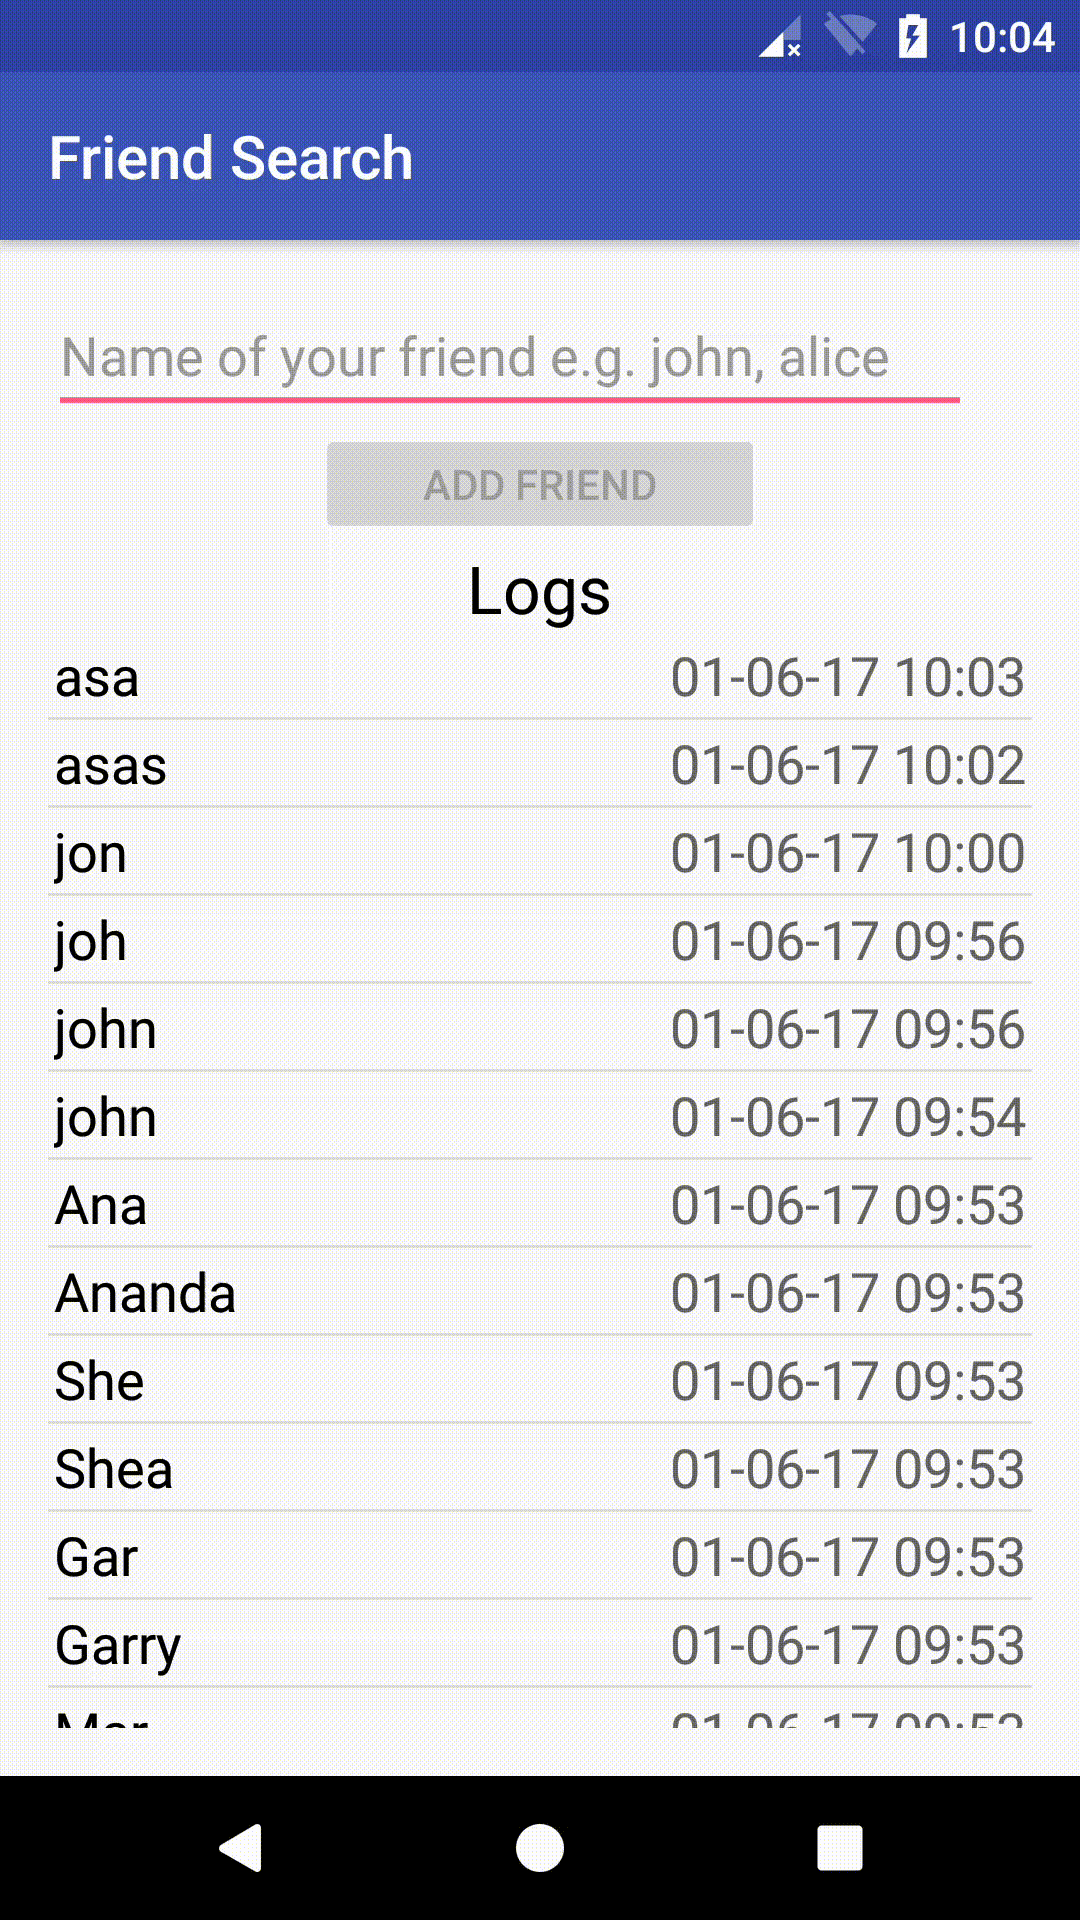 10:04
Friend Search
Name of your friend e.g. john, alice
ADD FRIEND
Logs
asa 01-06-17 10:03
asas 01-06-17 10:02
jon 01-06-17 10:00
joh 01-06-17 09:56
john 01-06-17 09:56
john 01-06-17 09:54
Ana 01-06-17 09:53
Ananda 01-06-17 09:53
She 01-06-17 09:53
Shea 01-06-17 09:53
Gar 01-06-17 09:53
Garry 01-06-17 09:53